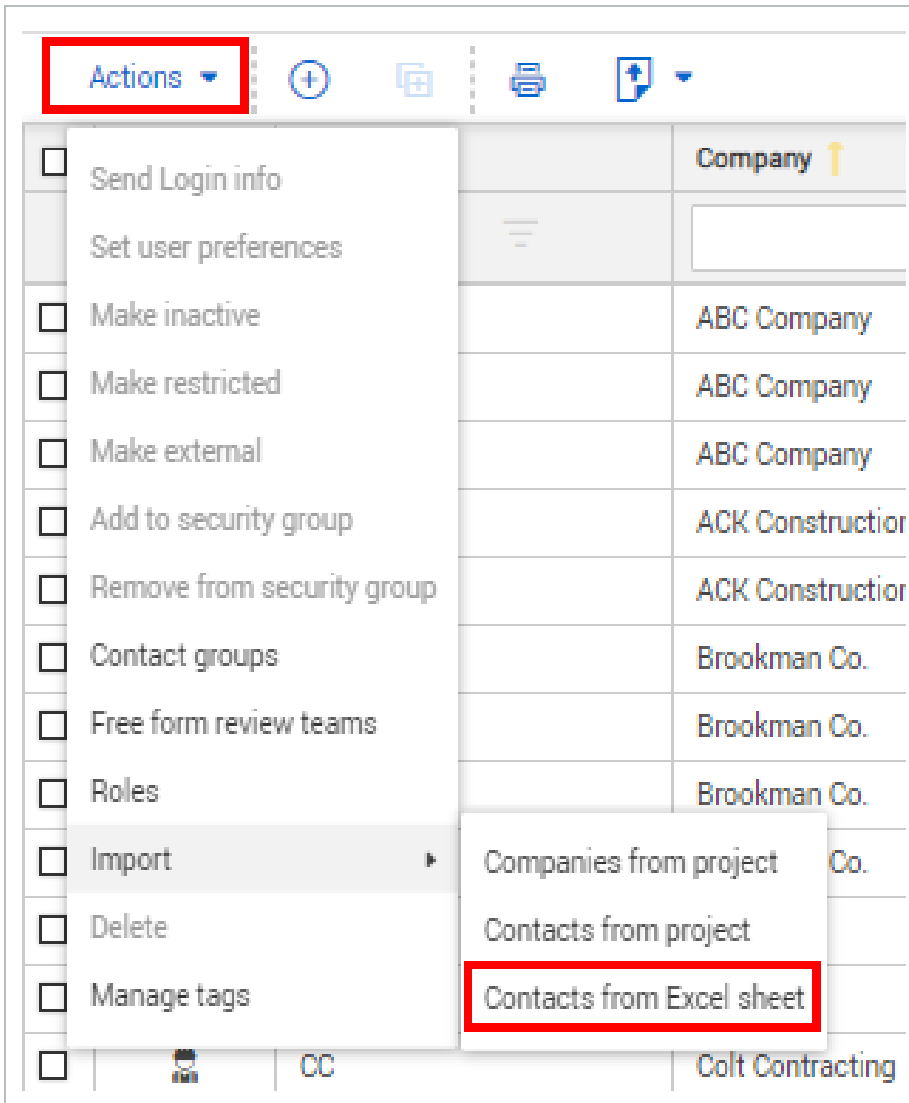 Actions
Company
Send Login info
Set user preferences
Make inactive
ABC Company
Make restricted
ABC Company
Make external
ABC Company
Add to security group
ACK Construction
Remove from security group
ACK Construction
Contact groups
Brookman Co.
Free form review teams
Brookman Co.
Roles
Brookman Co.
Import
Companies from project
Co.
Delete
Contacts from project
Manage tags
Contacts from Excel sheet
CC
Colt Contracting